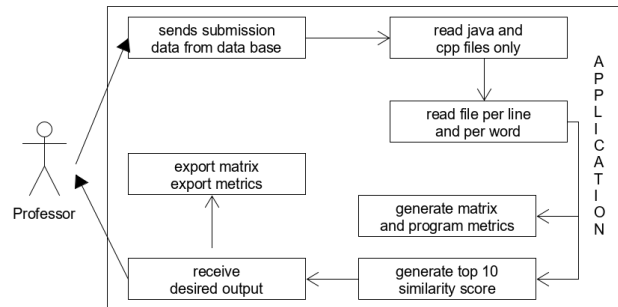 sends submission
data from data base
read java and
cpp files only
read file per line
and per word
export matrix
export metrics
generate matrix
and program metrics
receive
desired output
generate top 10
similarity score
Professor
APPLICATION